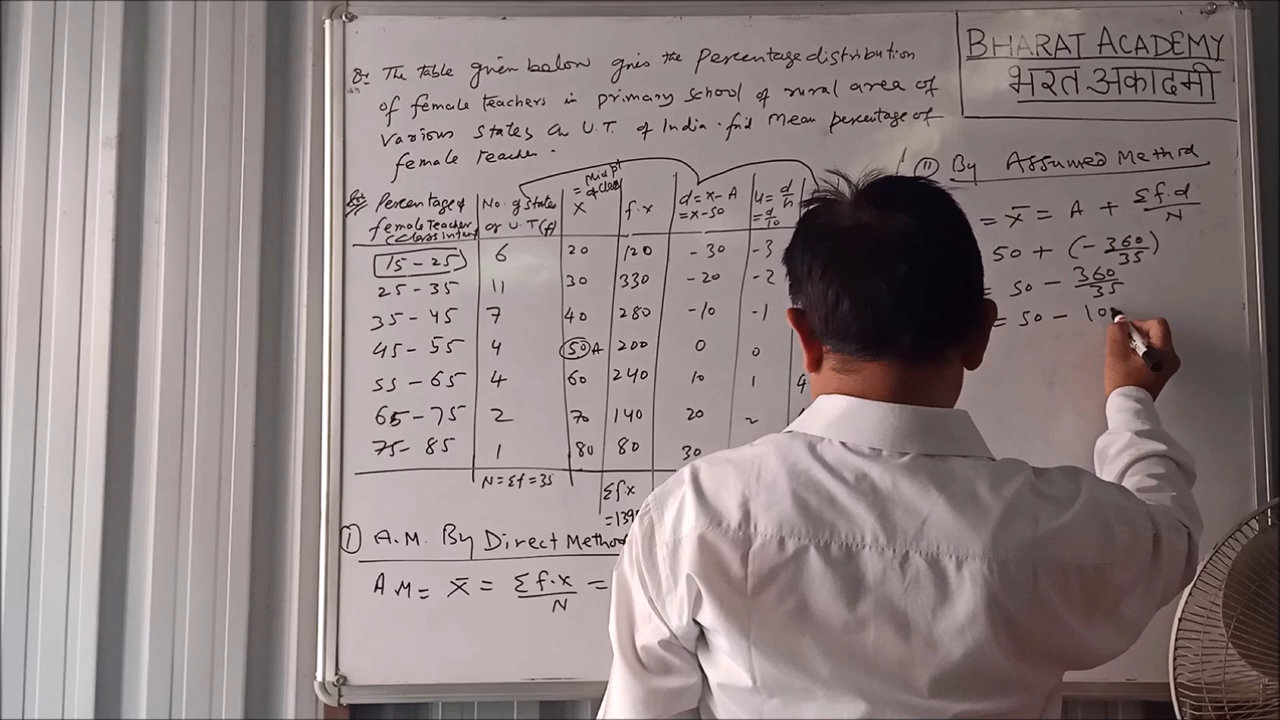 BHARAT ACADEMY
भरत अकादमी
The table given below gives the Percentage distribution
of female teachers in primary school of rural area of
various states an U.T. of India. find mean percentage of
female teacher.
Percentage of female teacher (class interval) | No. of States or U.T (f) | X = Mid pt of class | f.x | d = x - A = x - 50 | u = d/h = d/10
15 - 25 6 20 120 -30 -3
25 - 35 11 30 330 -20 -2
35 - 45 7 40 280 -10 -1
45 - 55 4 50 A 200 0 0
55 - 65 4 60 240 10 1 4
65 - 75 2 70 140 20 2
75 - 85 1 80 80 30
N = Σf = 35
Σf.x
= 139
(I) A.M. By Direct Method
A.M = X̄ = Σf.x/N =
(II) By Assumed Method
= X̄ = A + Σf.d/N
50 + (- 360/35)
= 50 - 360/35
= 50 - 10